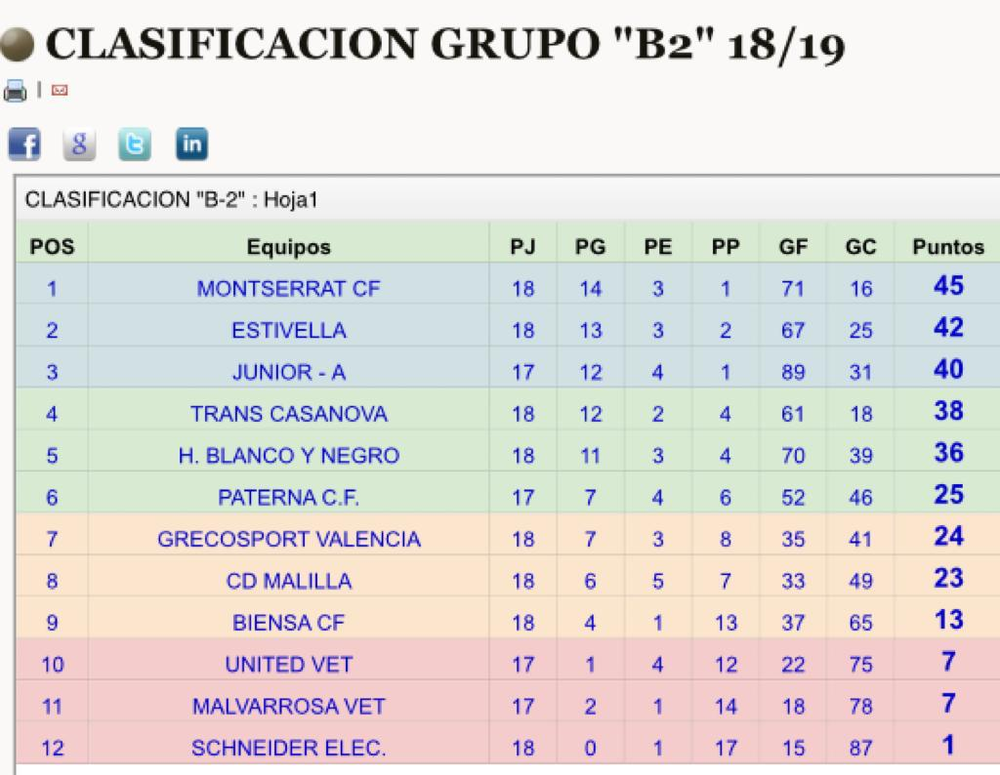 CLASIFICACION GRUPO "B2" 18/19
CLASIFICACION "B-2" : Hoja1
POS Equipos PJ PG PE PP GF GC Puntos
1 MONTSERRAT CF 18 14 3 1 71 16 45
2 ESTIVELLA 18 13 3 2 67 25 42
3 JUNIOR - A 17 12 4 1 89 31 40
4 TRANS CASANOVA 18 12 2 4 61 18 38
5 H. BLANCO Y NEGRO 18 11 3 4 70 39 36
6 PATERNA C.F. 17 7 4 6 52 46 25
7 GRECOSPORT VALENCIA 18 7 3 8 35 41 24
8 CD MALILLA 18 6 5 7 33 49 23
9 BIENSA CF 18 4 1 13 37 65 13
10 UNITED VET 17 1 4 12 22 75 7
11 MALVARROSA VET 17 2 1 14 18 78 7
12 SCHNEIDER ELEC. 18 0 1 17 15 87 1